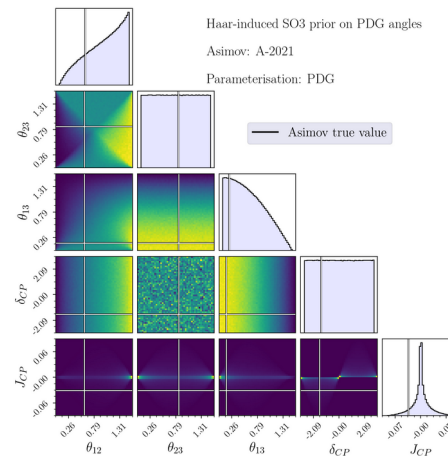 Haar-induced SO3 prior on PDG angles
Asimov: A-2021
Parameterisation: PDG
Asimov true value
θ23
1.31
0.79
0.26
θ13
1.31
0.79
0.26
δCP
2.09
-0.00
-2.09
JCP
0.06
-0.00
-0.06
0.26 0.79 1.31
0.26 0.79 1.31
0.26 0.79 1.31
-2.09 -0.00 2.09
-0.07 -0.00
θ12 θ23 θ13 δCP JCP